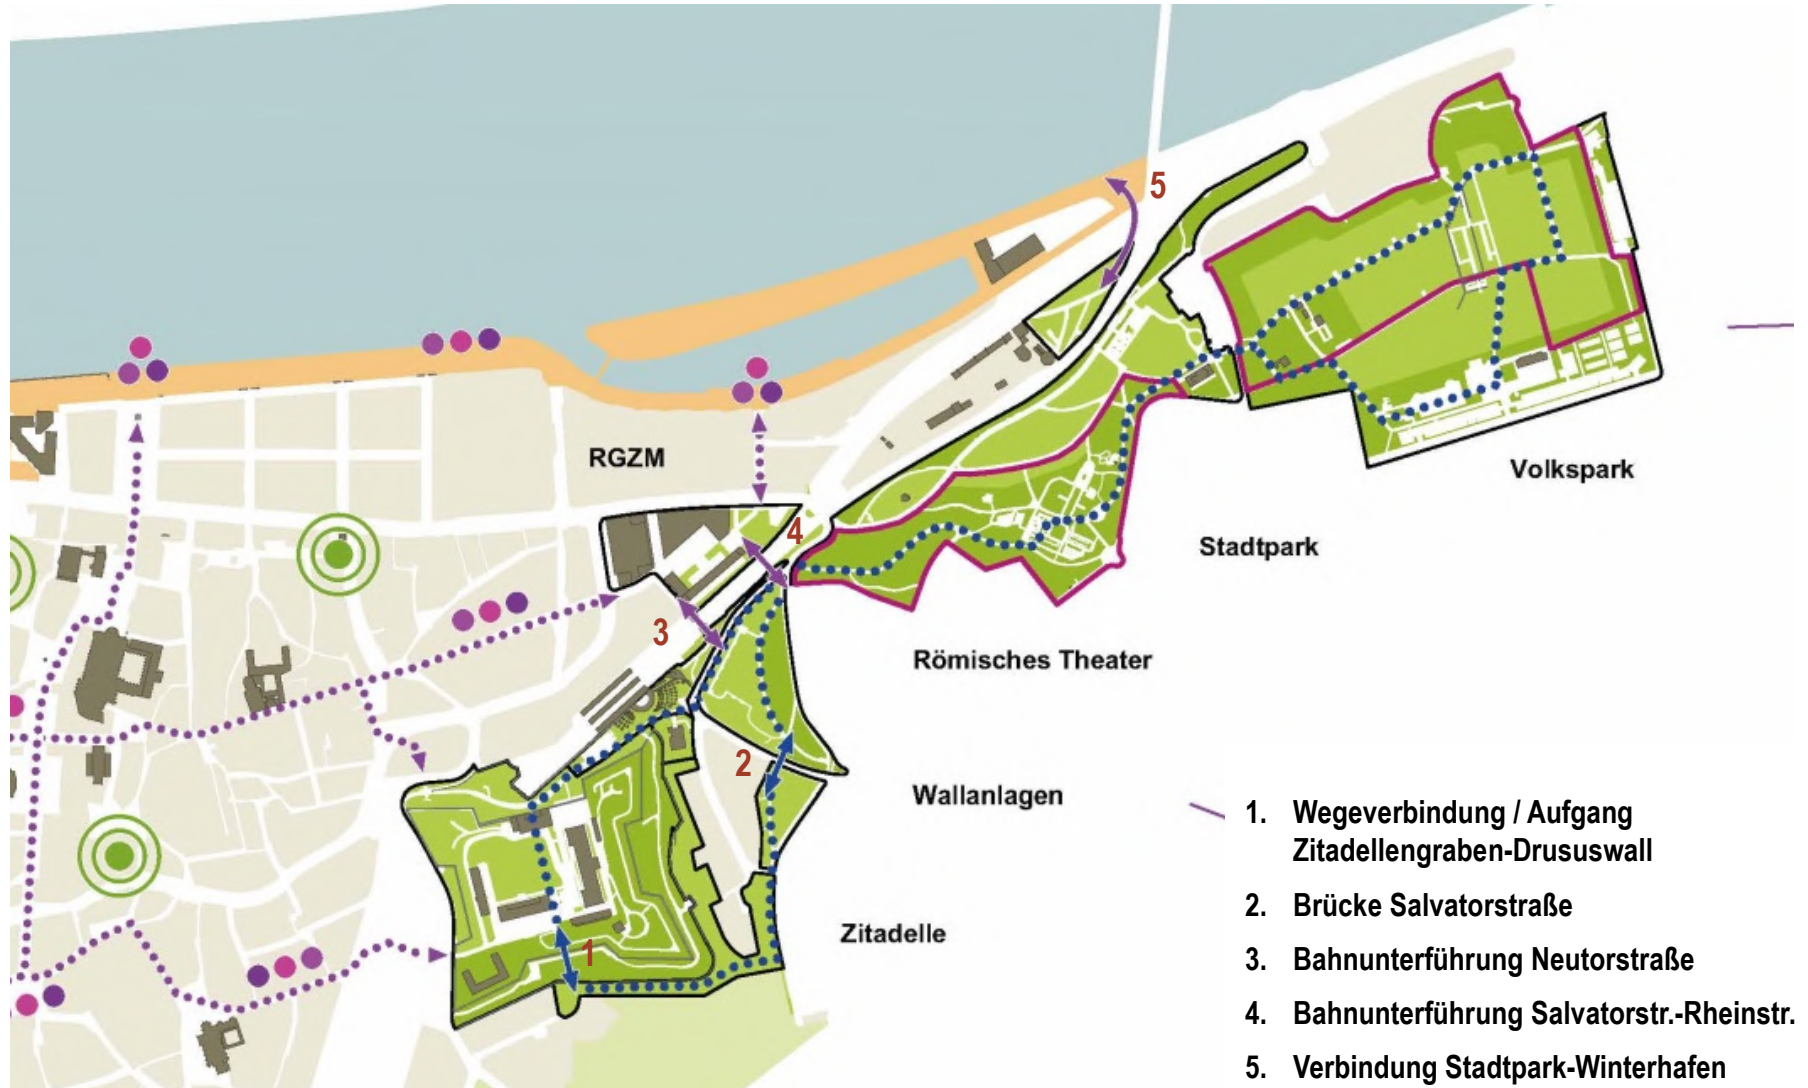 5
RGZM
4
Volkspark
Stadtpark
3
Römisches Theater
2
Wallanlagen
Zitadelle
1
1. Wegeverbindung / Aufgang
Zitadellengraben-Drususwall
2. Brücke Salvatorstraße
3. Bahnunterführung Neutorstraße
4. Bahnunterführung Salvatorstr.-Rheinstr.
5. Verbindung Stadtpark-Winterhafen